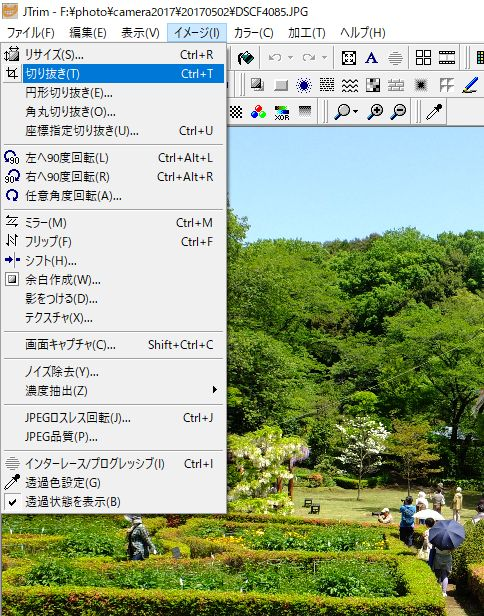 JTrim - F:¥photo¥camera2017¥20170502¥DSCF4085.JPG
ファイル(F) 編集(E) 表示(V) イメージ(I) カラー(C) 加工(T) ヘルプ(H)
リサイズ(S)... Ctrl+R
切り抜き(T) Ctrl+T
円形切り抜き(E)...
角丸切り抜き(O)...
座標指定切り抜き(U)... Ctrl+U
90 左へ90度回転(L) Ctrl+Alt+L
90 右へ90度回転(R) Ctrl+Alt+R
任意角度回転(A)...
ミラー(M) Ctrl+M
フリップ(F) Ctrl+F
シフト(H)...
余白作成(W)...
影をつける(D)...
テクスチャ(X)...
画面キャプチャ(C)... Shift+Ctrl+C
ノイズ除去(Y)...
濃度抽出(Z)
JPEGロスレス回転(J)... Ctrl+J
JPEG品質(P)...
インターレース/プログレッシブ(I) Ctrl+I
透過色設定(G)
透過状態を表示(B)
A
XOR